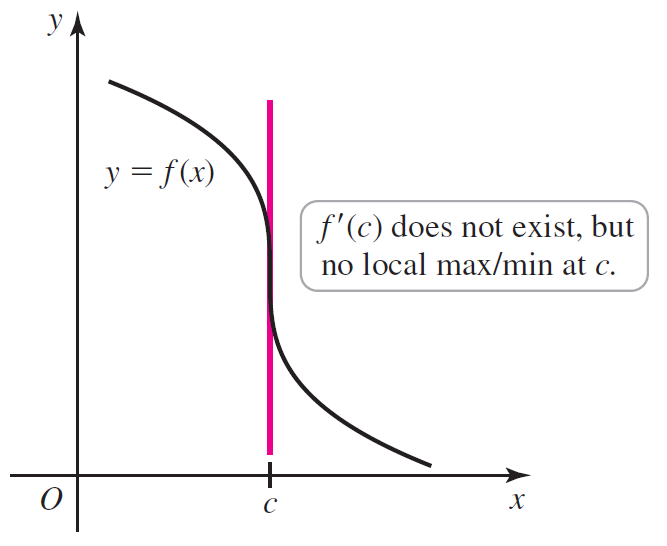 y
y = f(x)
f'(c) does not exist, but
no local max/min at c.
O
c
x